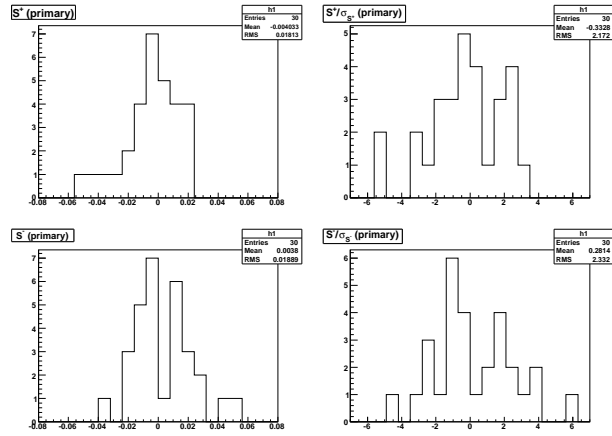 S⁺ (primary)
h1
Entries 30
Mean -0.004033
RMS 0.01813
7
6
5
4
3
2
1
0
-0.08 -0.06 -0.04 -0.02 0 0.02 0.04 0.06 0.08
S⁺/σ_S⁺ (primary)
h1
Entries 30
Mean -0.3328
RMS 2.172
5
4
3
2
1
0
-6 -4 -2 0 2 4 6
S⁻ (primary)
h1
Entries 30
Mean 0.0038
RMS 0.01889
7
6
5
4
3
2
1
0
-0.08 -0.06 -0.04 -0.02 0 0.02 0.04 0.06 0.08
S⁻/σ_S⁻ (primary)
h1
Entries 30
Mean 0.2814
RMS 2.332
6
5
4
3
2
1
0
-6 -4 -2 0 2 4 6